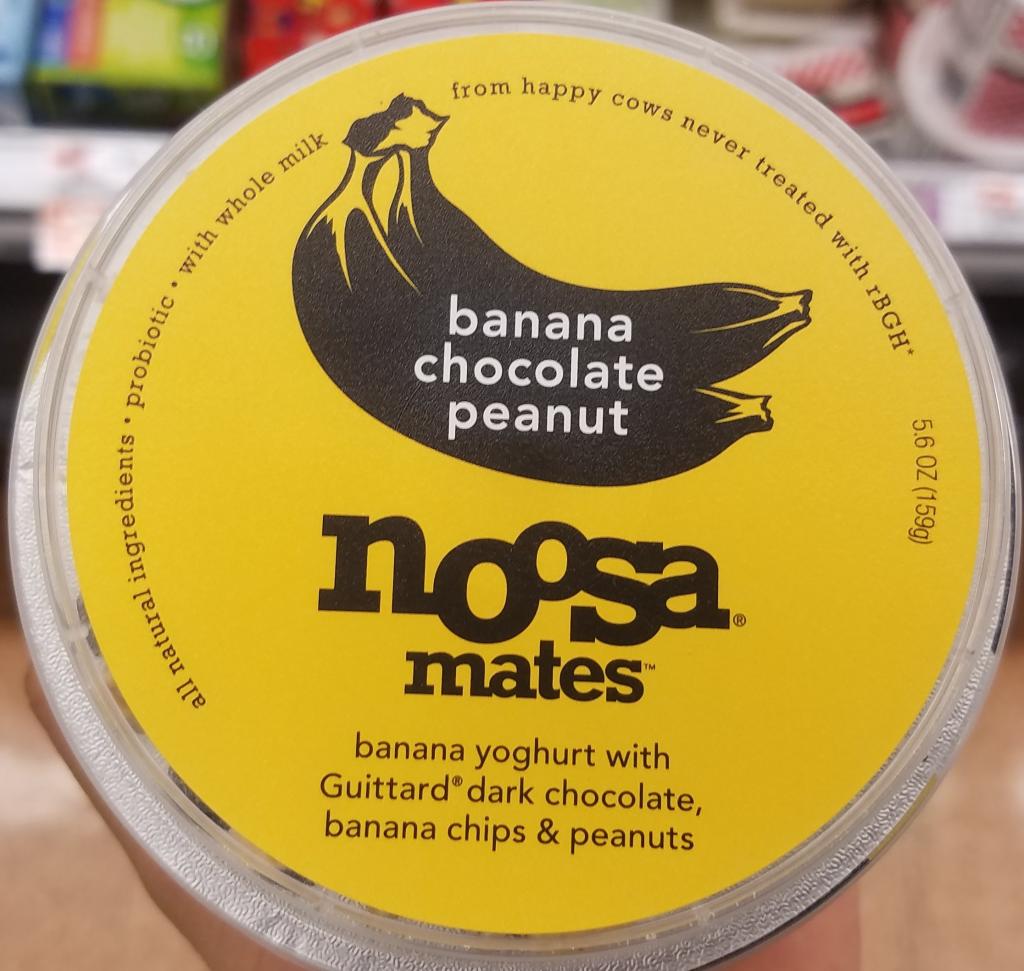 all natural ingredients • probiotic • with whole milk
from happy cows never treated with rBGH*
banana
chocolate
peanut
5.6 OZ (159g)
noosa®
mates™
banana yoghurt with
Guittard® dark chocolate,
banana chips & peanuts